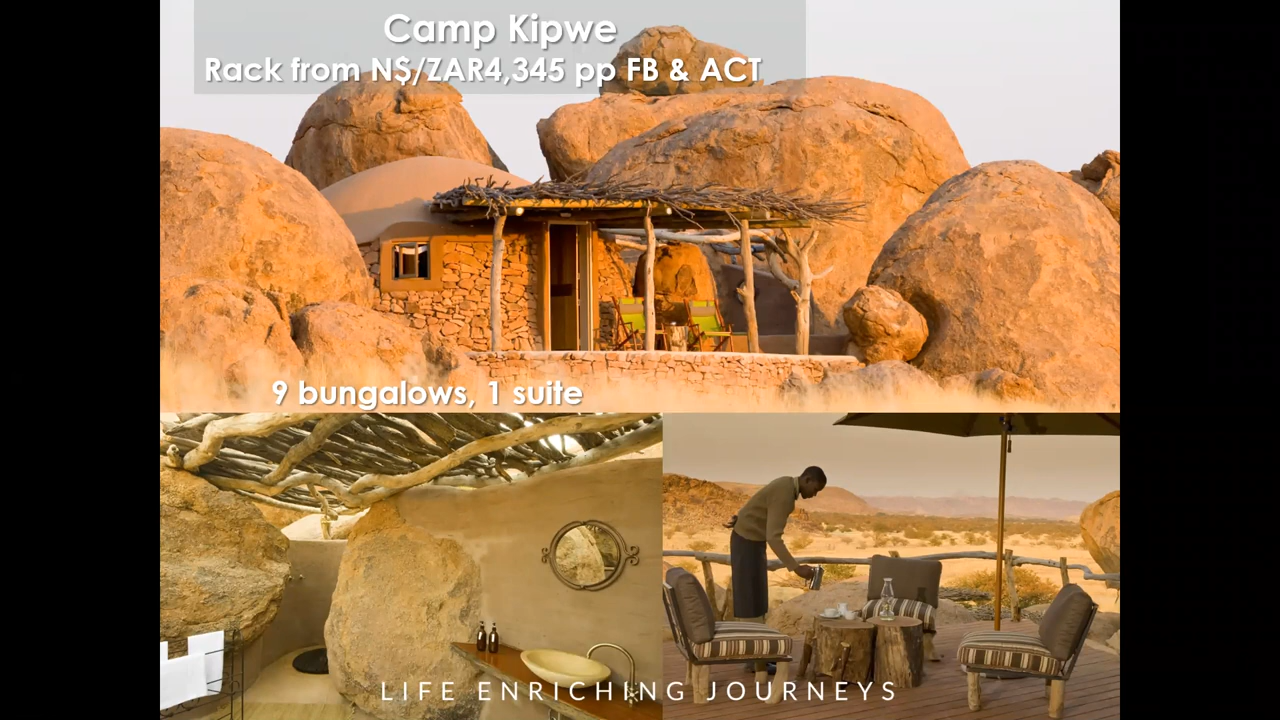 Camp Kipwe
Rack from N$/ZAR4,345 pp FB & ACT
9 bungalows, 1 suite
LIFE ENRICHING JOURNEYS